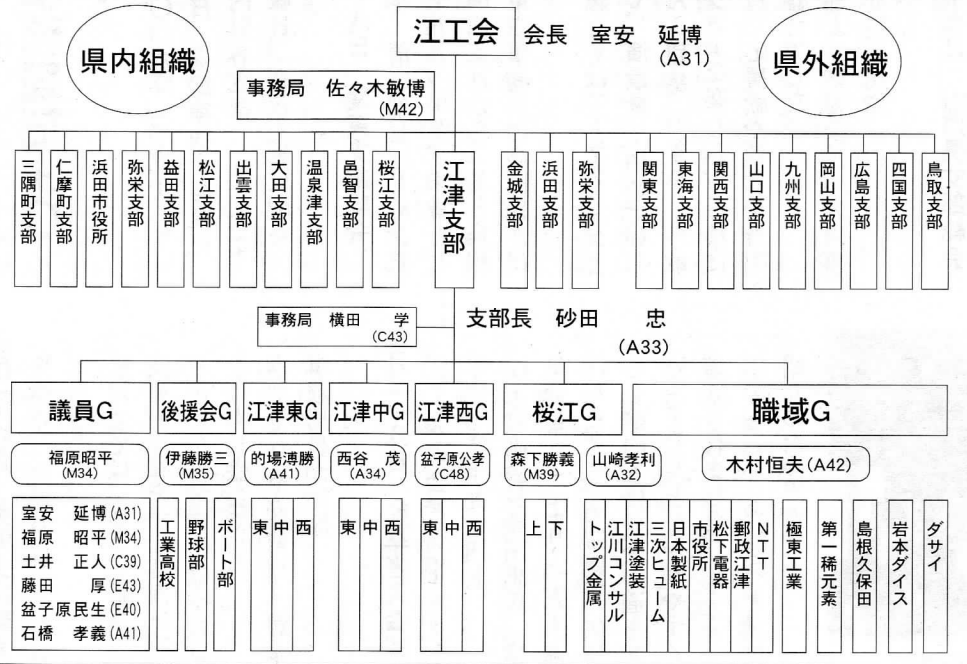 江工会
会長 室安 延博
(A31)
県内組織
県外組織
事務局 佐々木敏博
(M42)
三隅町支部
仁摩町支部
浜田市役所
弥栄支部
益田支部
松江支部
出雲支部
大田支部
温泉津支部
邑智支部
桜江支部
江津支部
金城支部
浜田支部
弥栄支部
関東支部
東海支部
関西支部
山口支部
九州支部
岡山支部
広島支部
四国支部
鳥取支部
事務局 横田 学
(C43)
支部長 砂田 忠
(A33)
議員G
後援会G
江津東G
江津中G
江津西G
桜江G
職域G
福原昭平
(M34)
伊藤勝三
(M35)
的場溥勝
(A41)
西谷 茂
(A34)
盆子原公孝
(C48)
森下勝義
(M39)
山崎孝利
(A32)
木村恒夫(A42)
室安 延博(A31)
福原 昭平(M34)
土井 正人(C39)
藤田 厚(E43)
盆子原民生(E40)
石橋 孝義(A41)
工業高校
野球部
ボート部
東
中
西
東
中
西
東
中
西
上
下
トップ金属
江川コンサル
江津塗装
三次ヒューム
日本製紙
市役所
松下電器
郵政江津
NTT
極東工業
第一稀元素
島根久保田
岩本ダイス
ダサイ